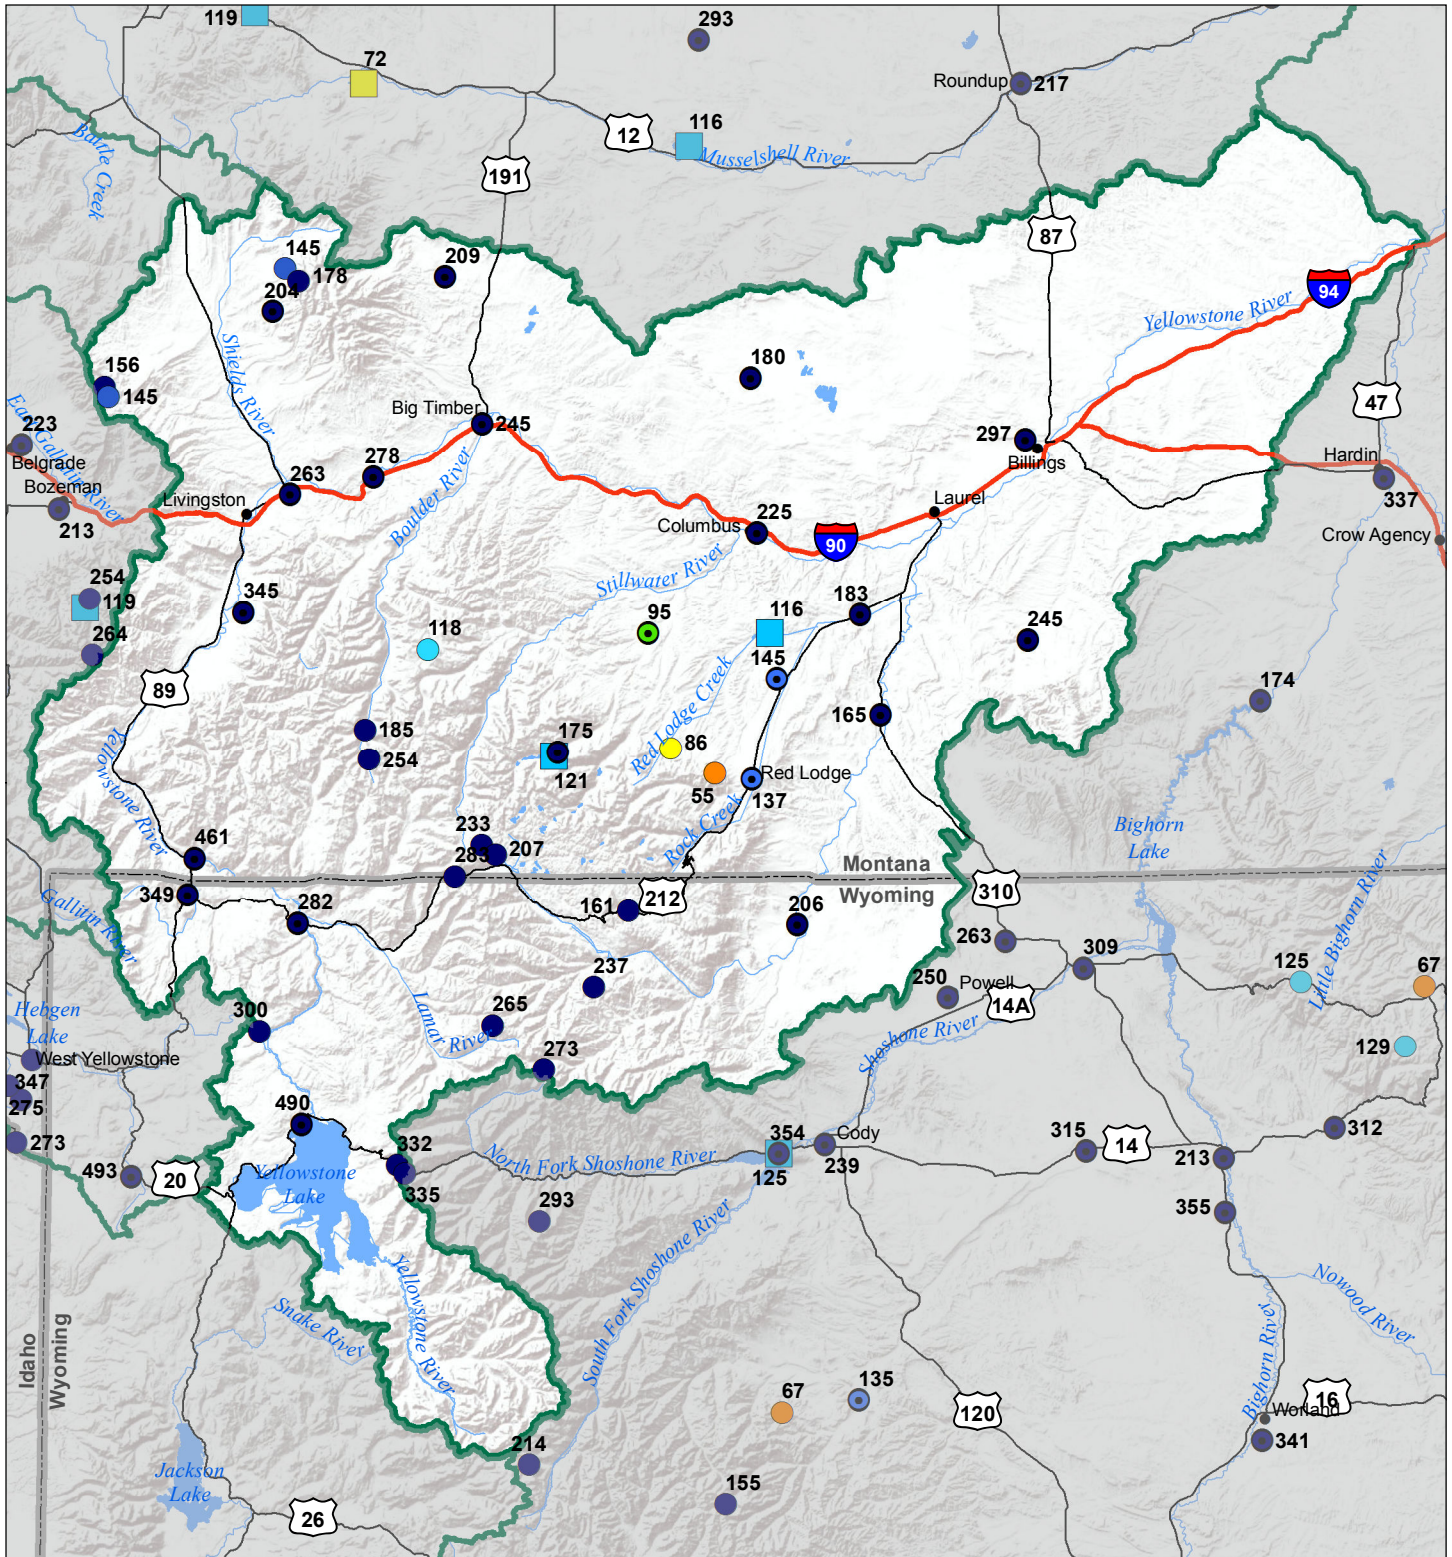 119
72
293
Roundup
217
12
116
Musselshell River
Battle
Creek
191
87
145
178
204
209
94
Yellowstone River
Shields River
156
145
180
47
East Gallatin River
223
Belgrade
Bozeman
213
Big Timber
245
278
263
Livingston
Boulder River
297
Billings
Hardin
337
Laurel
Columbus
225
90
Crow Agency
Stillwater River
254
119
264
345
118
95
116
183
245
145
89
Red Lodge Creek
174
165
185
254
175
121
86
55
Red Lodge
137
Yellowstone River
Rock Creek
Bighorn
Lake
461
233
207
283
Montana
Wyoming
349
282
161
212
206
310
Gallitin River
Little Bighorn River
263
309
237
250
Powell
14A
125
67
Lamar River
265
Hebgen
Lake
300
Shoshone River
129
West Yellowstone
273
347
275
490
273
332
354
Cody
315
14
312
North Fork Shoshone River
493
20
Yellowstone
Lake
335
125
239
213
293
355
South Fork Shoshone River
Yellowstone River
Nowood River
Snake River
Idaho
Wyoming
Bighorn River
67
135
120
16
Worland
341
214
Jackson
Lake
155
26